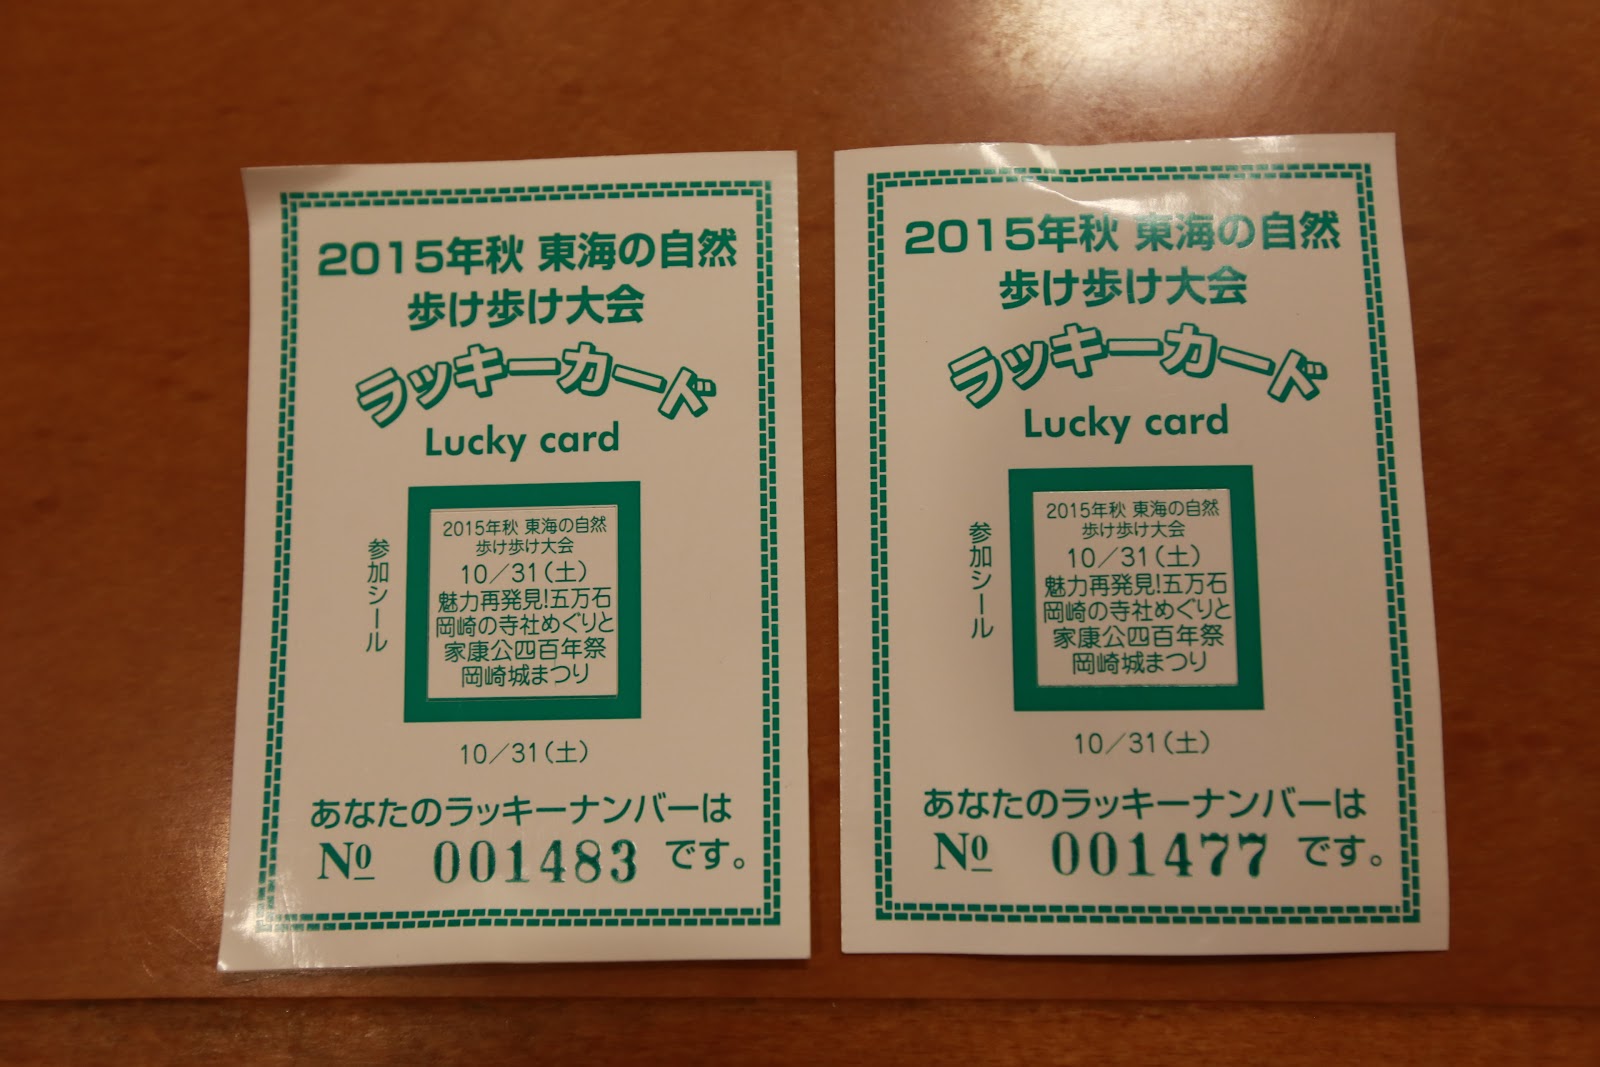 2015年秋 東海の自然
歩け歩け大会
ラッキーカード
Lucky card
参加シール
2015年秋 東海の自然
歩け歩け大会
10/31(土)
魅力再発見!五万石
岡崎の寺社めぐりと
家康公四百年祭
岡崎城まつり
10/31(土)
あなたのラッキーナンバーは
№ 001483 です。
2015年秋 東海の自然
歩け歩け大会
ラッキーカード
Lucky card
参加シール
2015年秋 東海の自然
歩け歩け大会
10/31(土)
魅力再発見!五万石
岡崎の寺社めぐりと
家康公四百年祭
岡崎城まつり
10/31(土)
あなたのラッキーナンバーは
№ 001477 です。